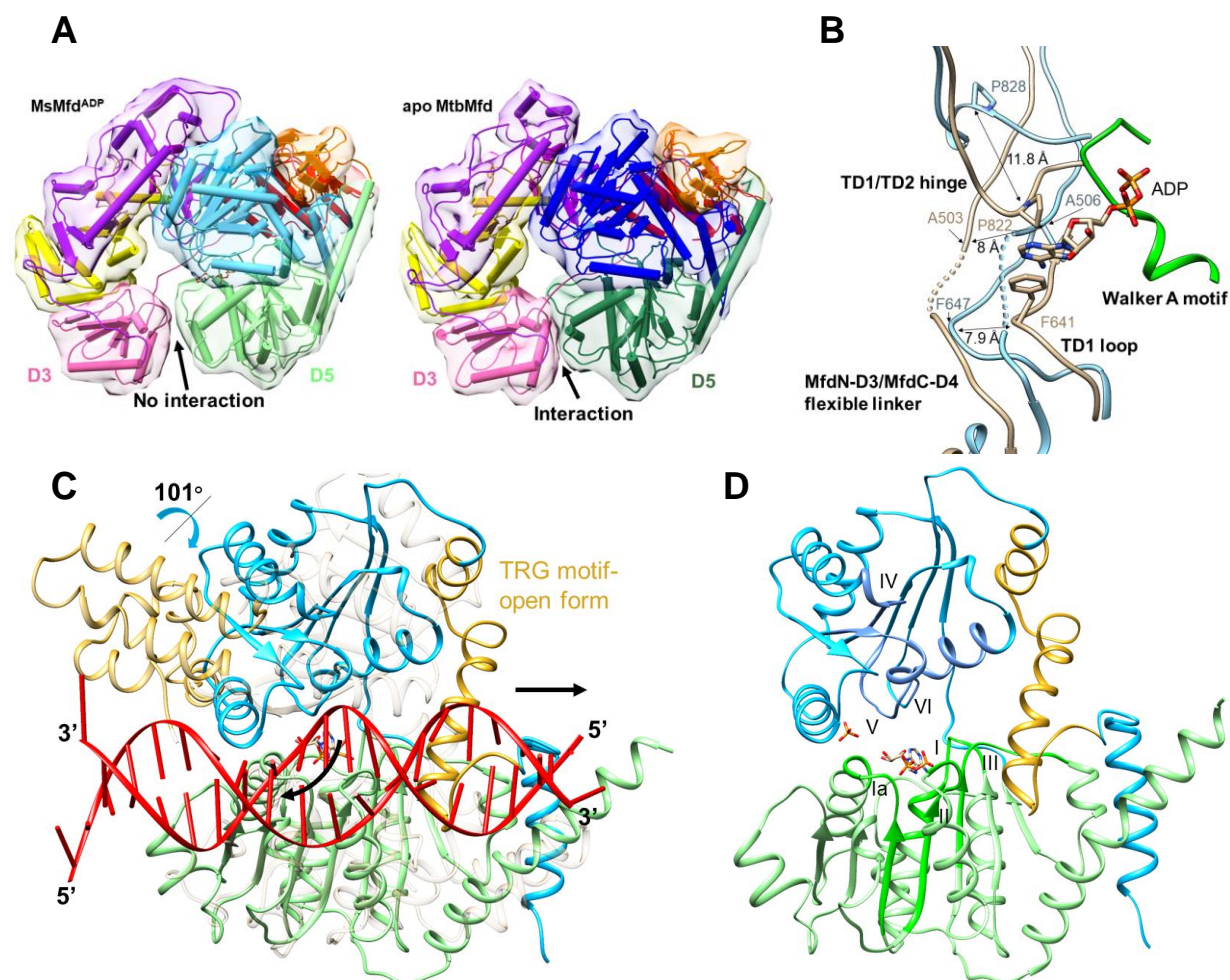 A
MsMfdADP
apo MtbMfd
D3
D5
No interaction
D3
D5
Interaction
B
P828
11.8 Å
ADP
TD1/TD2 hinge
A506
A503
P822
8 Å
Walker A motif
F647
F641
7.9 Å
TD1 loop
MfdN-D3/MfdC-D4
flexible linker
C
101°
TRG motif-
open form
3’
5’
3’
5’
D
IV
VI
V
I
III
Ia
II